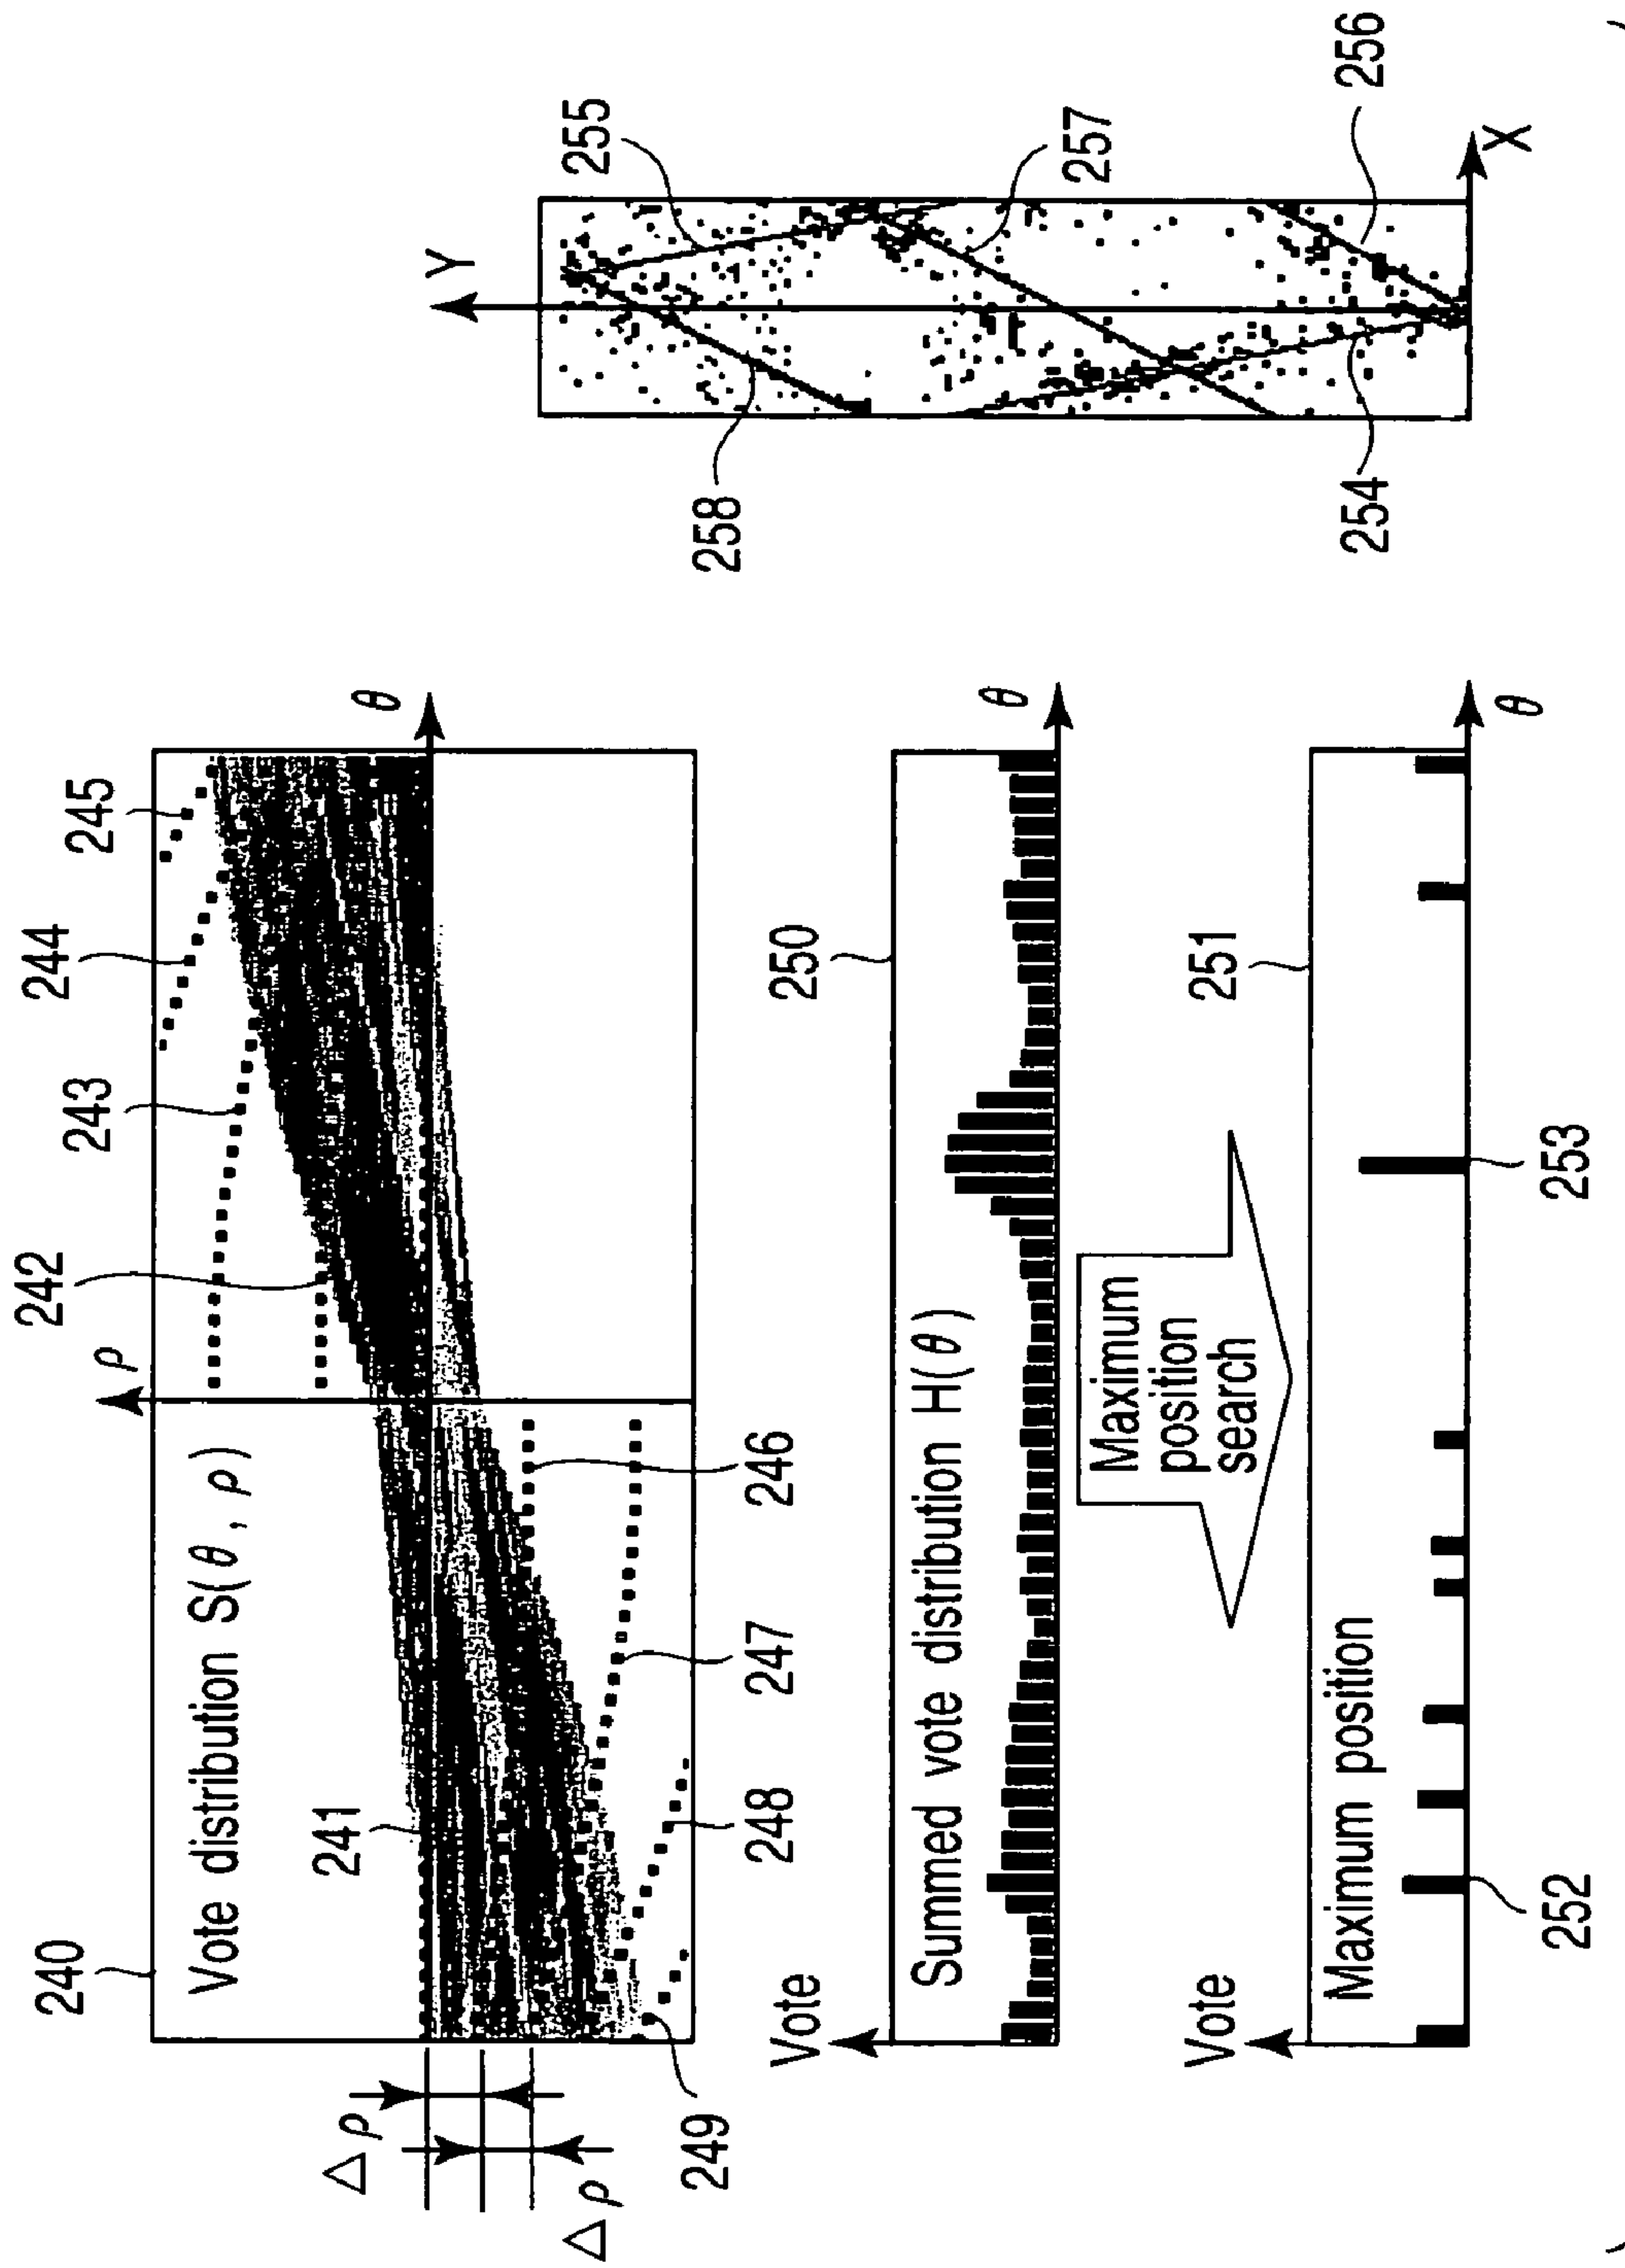 240
Vote distribution S(θ, ρ)
241
ρ
242
243
244
245
θ
Δρ
Δρ
249
248
247
246
Vote
Summed vote distribution H(θ)
250
θ
Maximum
position
search
Vote
Maximum position
251
θ
252
253
Y
255
257
258
254
256
X